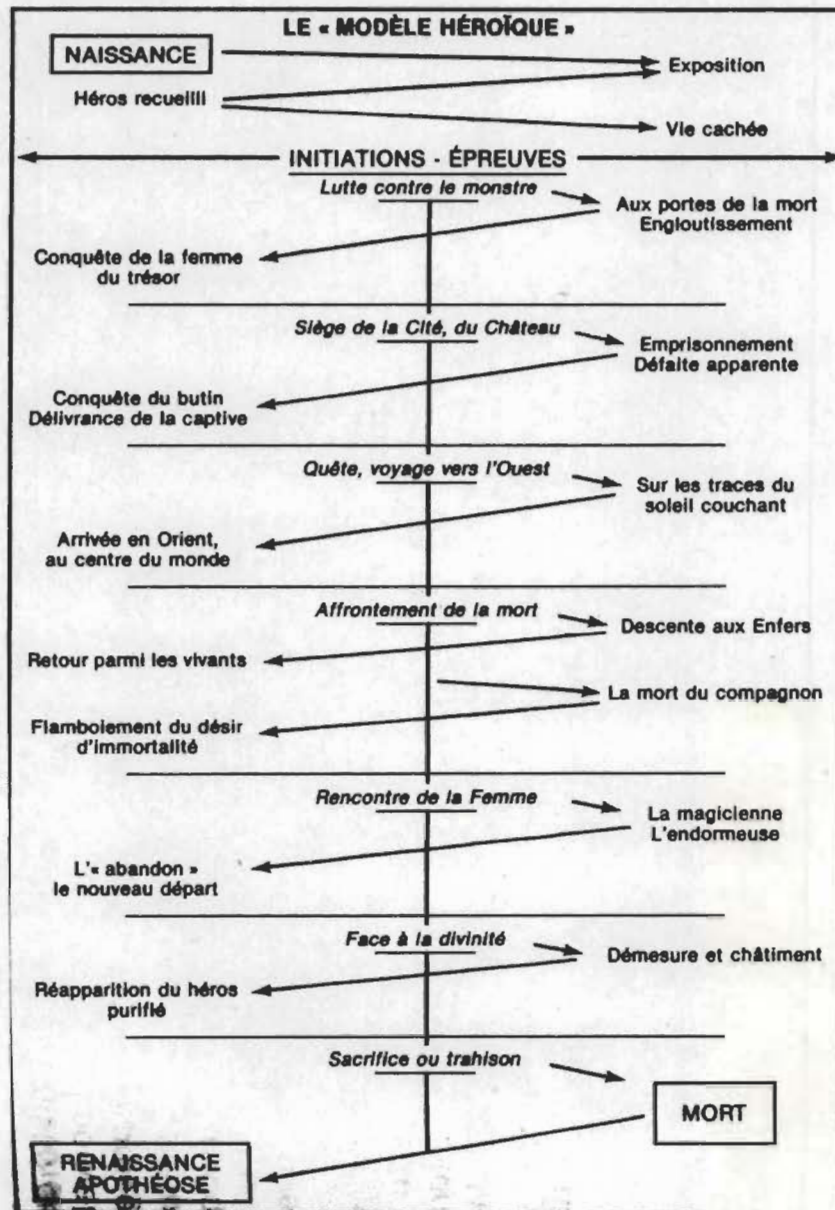 LE « MODÈLE HÉROÏQUE »
NAISSANCE
Exposition
Héros recueilli
Vie cachée
INITIATIONS - ÉPREUVES
Lutte contre le monstre
Aux portes de la mort
Engloutissement
Conquête de la femme
du trésor
Siège de la Cité, du Château
Emprisonnement
Défaite apparente
Conquête du butin
Délivrance de la captive
Quête, voyage vers l'Ouest
Sur les traces du
soleil couchant
Arrivée en Orient,
au centre du monde
Affrontement de la mort
Descente aux Enfers
Retour parmi les vivants
La mort du compagnon
Flamboiement du désir
d'immortalité
Rencontre de la Femme
La magicienne
L'endormeuse
L'« abandon »
le nouveau départ
Face à la divinité
Démesure et châtiment
Réapparition du héros
purifié
Sacrifice ou trahison
MORT
RENAISSANCE
APOTHÉOSE